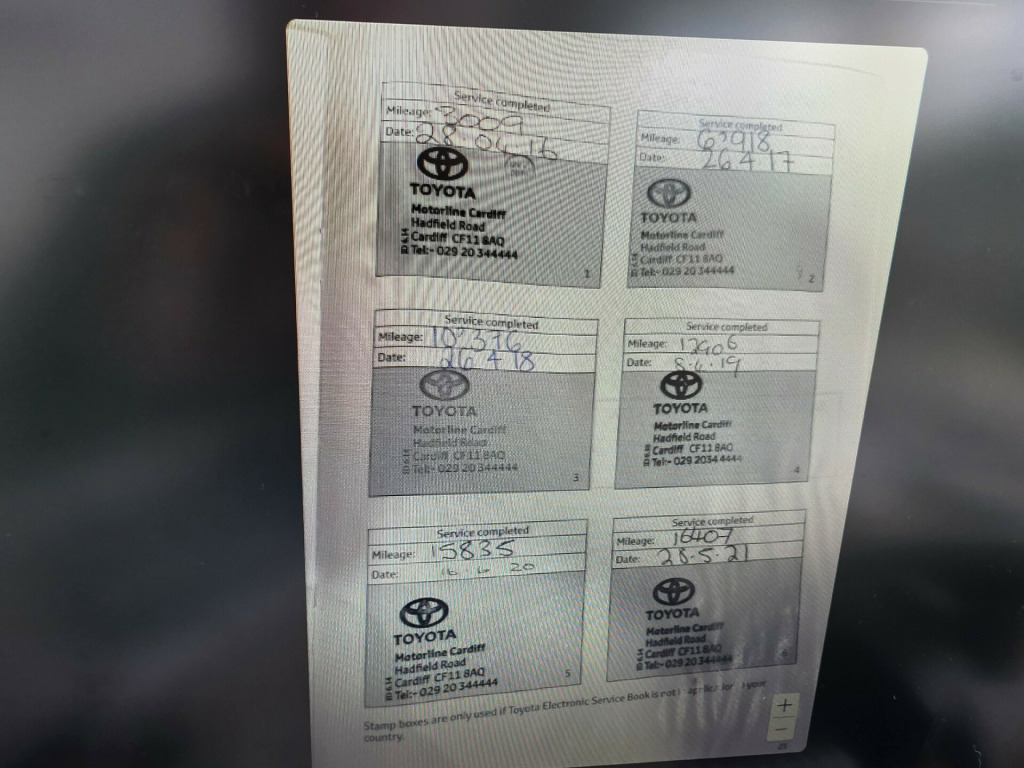 Service completed
Mileage: 3009
Date: 28.04.16
TOYOTA
Motorline Cardiff
Hadfield Road
Cardiff CF11 8AQ
Tel:- 029 20 344444
1
Service completed
Mileage: 63918
Date: 26 4 17
TOYOTA
Motorline Cardiff
Hadfield Road
Cardiff CF11 8AQ
Tel:- 029 20 344444
2
Service completed
Mileage: 10376
Date: 26 4 18
TOYOTA
Motorline Cardiff
Hadfield Road
Cardiff CF11 8AQ
Tel:- 029 20 344444
3
Service completed
Mileage: 12906
Date: 8.4.19
TOYOTA
Motorline Cardiff
Hadfield Road
Cardiff CF11 8AQ
Tel:- 029 2034 4444
4
Service completed
Mileage: 15835
Date: 20
TOYOTA
Motorline Cardiff
Hadfield Road
Cardiff CF11 8AQ
Tel:- 029 20 344444
5
Service completed
Mileage: 16407
Date: 28.5.21
TOYOTA
Motorline Cardiff
Hadfield Road
Cardiff CF11 8AQ
Tel:- 029 20 344444
6
Stamp boxes are only used if Toyota Electronic Service Book is not your
country.